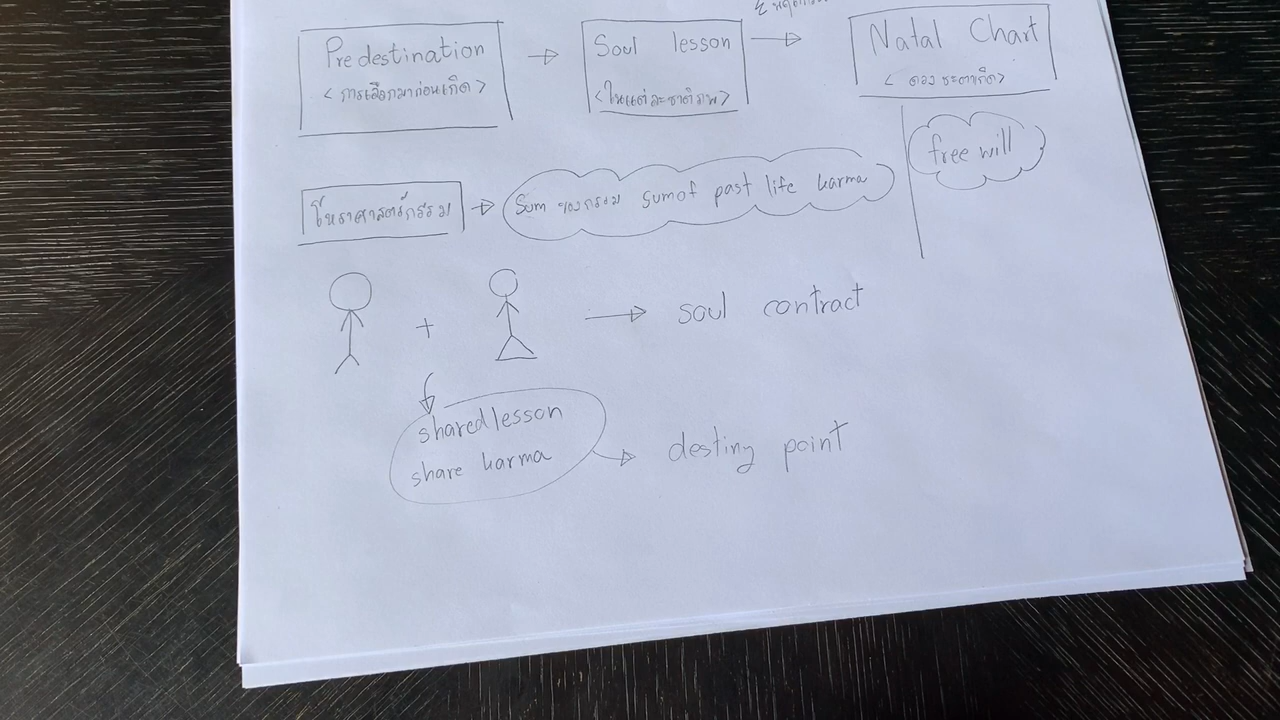 Predestination
< การเลือกมาก่อนเกิด >
Soul lesson
<ในแต่ละชาติภพ>
Natal Chart
< ดวงชะตาเกิด>
free will
โหราศาสตร์กรรม
Sum ของกรรม sum of past life karma
+
soul contract
shared lesson
share karma
destiny point